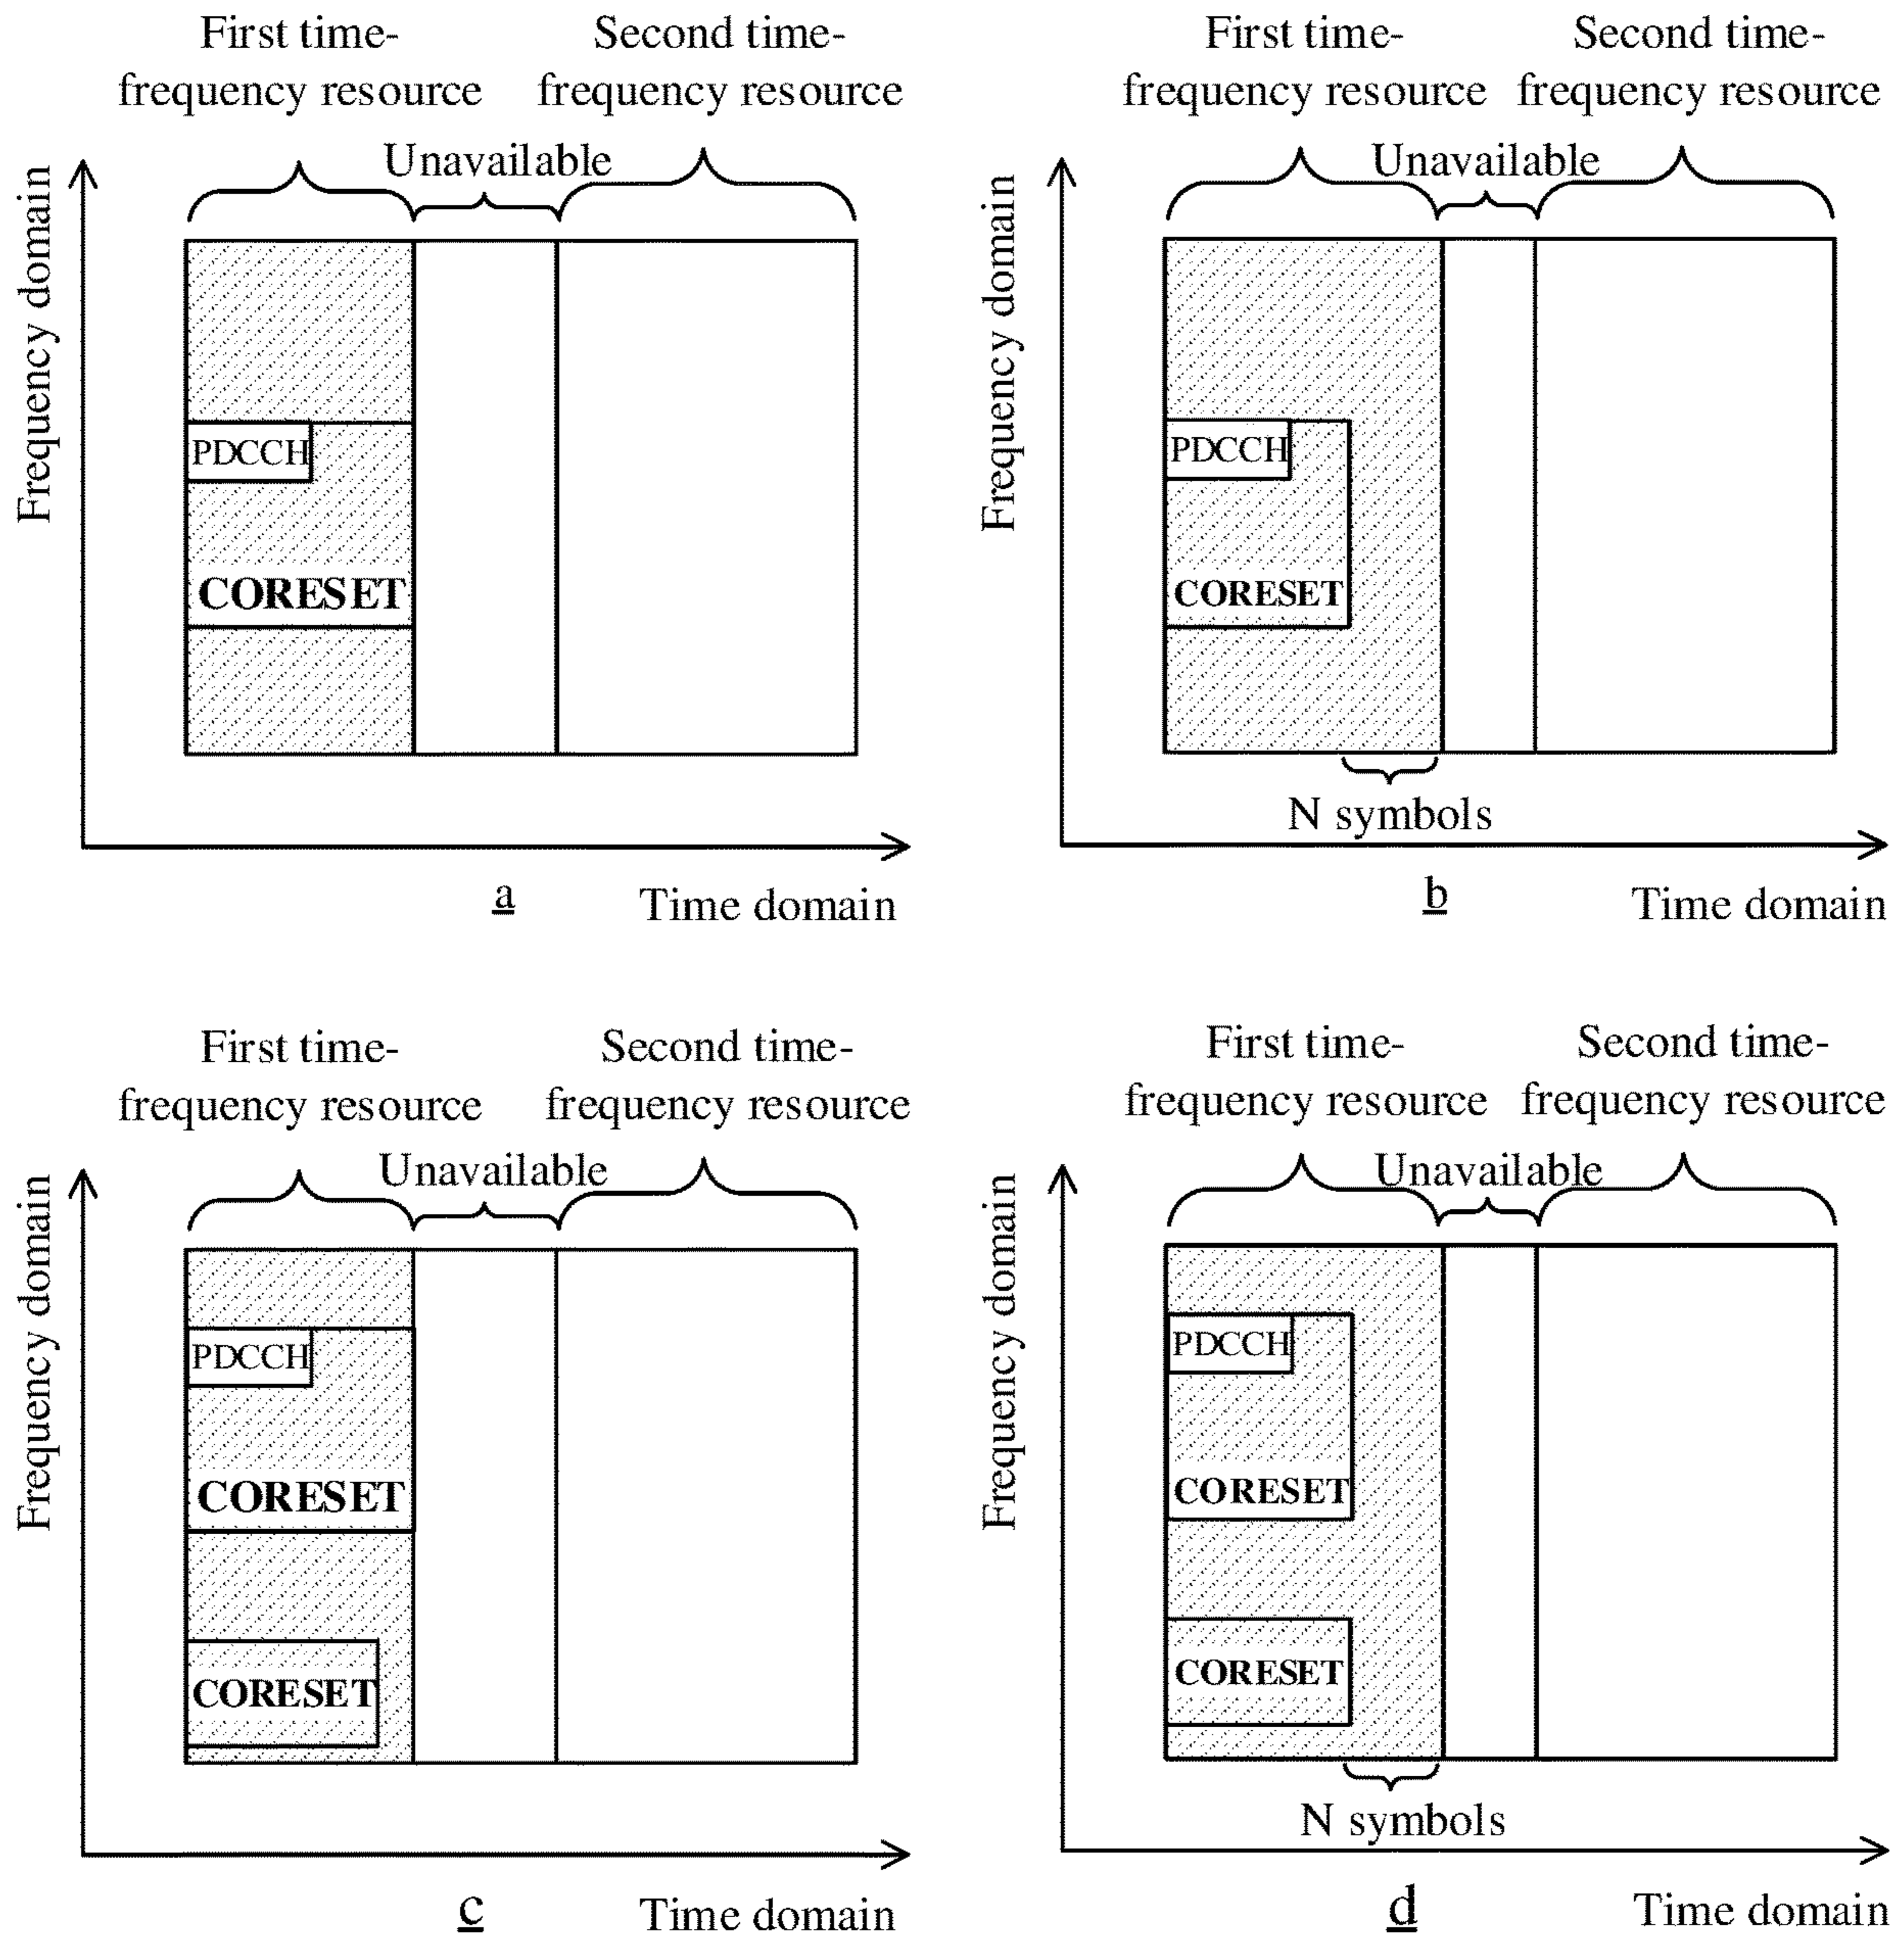 First time-
frequency resource
Second time-
frequency resource
Unavailable
Frequency domain
PDCCH
CORESET
a
Time domain
First time-
frequency resource
Second time-
frequency resource
Unavailable
Frequency domain
PDCCH
CORESET
N symbols
b
Time domain
First time-
frequency resource
Second time-
frequency resource
Unavailable
Frequency domain
PDCCH
CORESET
CORESET
c
Time domain
First time-
frequency resource
Second time-
frequency resource
Unavailable
Frequency domain
PDCCH
CORESET
CORESET
N symbols
d
Time domain